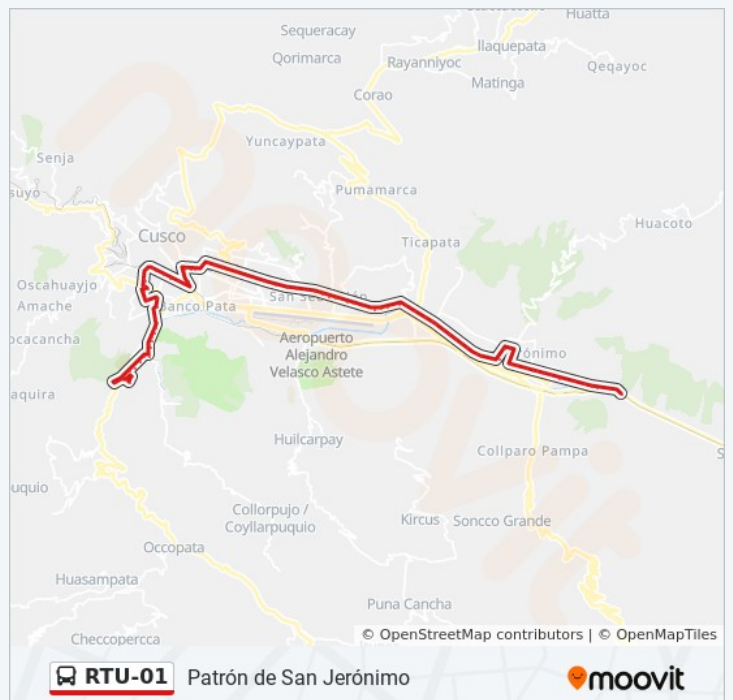 Huatta
Sequeracay
Ilaquepata
Qorimarca
Rayanniyoc
Qeqayoc
Matinga
Corao
Yuncaypata
Senja
suyo
Pumamarca
Huacoto
Cusco
Ticapata
Oscahuayjo
Amache
Banco Pata
ocacancha
Aeropuerto
Alejandro
Velasco Astete
ónimo
aquira
Huilcarpay
Collparo Pampa
S
uquio
Collorpujo /
Coyllarpuquio
Kircus
Soncco Grande
Occopata
Huasampata
Puna Cancha
Checcopercca
© OpenStreetMap contributors | © OpenMapTiles
RTU-01
Patrón de San Jerónimo
moovit